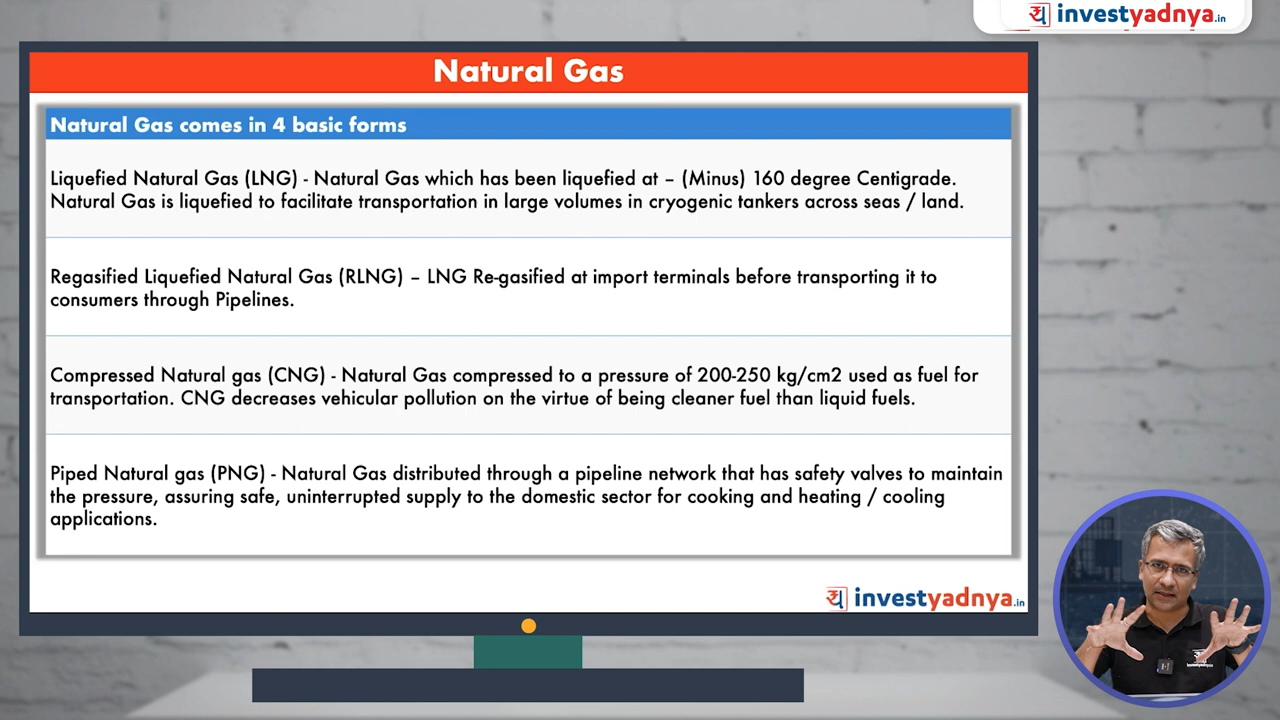 investyadnya.in
Natural Gas
Natural Gas comes in 4 basic forms
Liquefied Natural Gas (LNG) - Natural Gas which has been liquefied at – (Minus) 160 degree Centigrade.
Natural Gas is liquefied to facilitate transportation in large volumes in cryogenic tankers across seas / land.
Regasified Liquefied Natural Gas (RLNG) – LNG Re-gasified at import terminals before transporting it to
consumers through Pipelines.
Compressed Natural gas (CNG) - Natural Gas compressed to a pressure of 200-250 kg/cm2 used as fuel for
transportation. CNG decreases vehicular pollution on the virtue of being cleaner fuel than liquid fuels.
Piped Natural gas (PNG) - Natural Gas distributed through a pipeline network that has safety valves to maintain
the pressure, assuring safe, uninterrupted supply to the domestic sector for cooking and heating / cooling
applications.
investyadnya.in